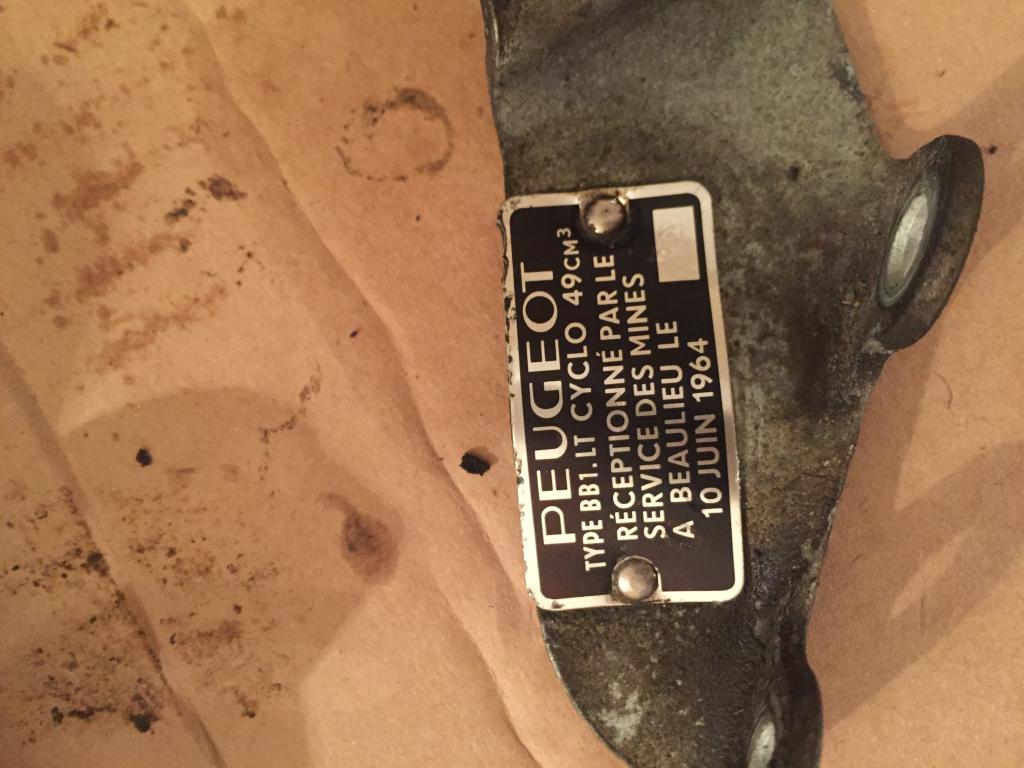 PEUGEOT
TYPE BB1.LT CYCLO 49CM³
RÉCEPTIONNÉ PAR LE
SERVICE DES MINES
A BEAULIEU LE
10 JUIN 1964